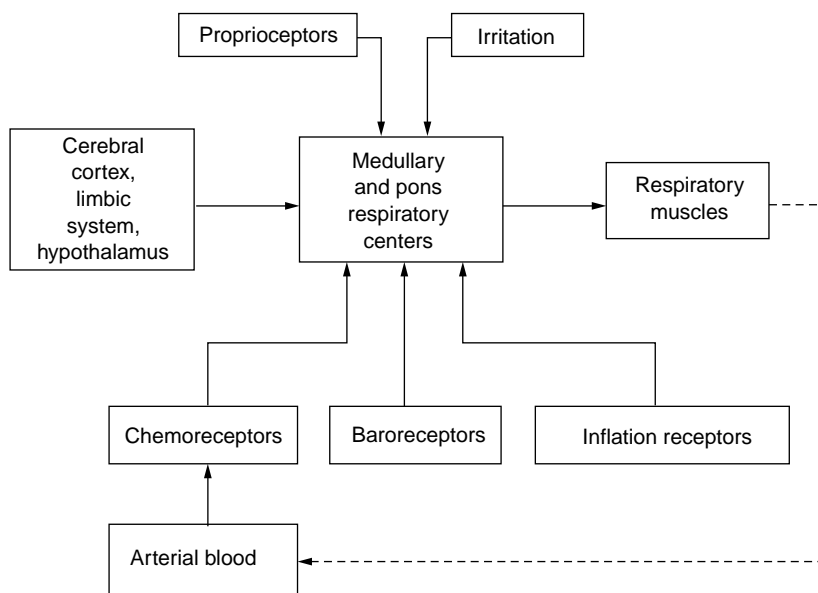 Proprioceptors
Irritation
Cerebral
cortex,
limbic
system,
hypothalamus
Medullary
and pons
respiratory
centers
Respiratory
muscles
Chemoreceptors
Baroreceptors
Inflation receptors
Arterial blood